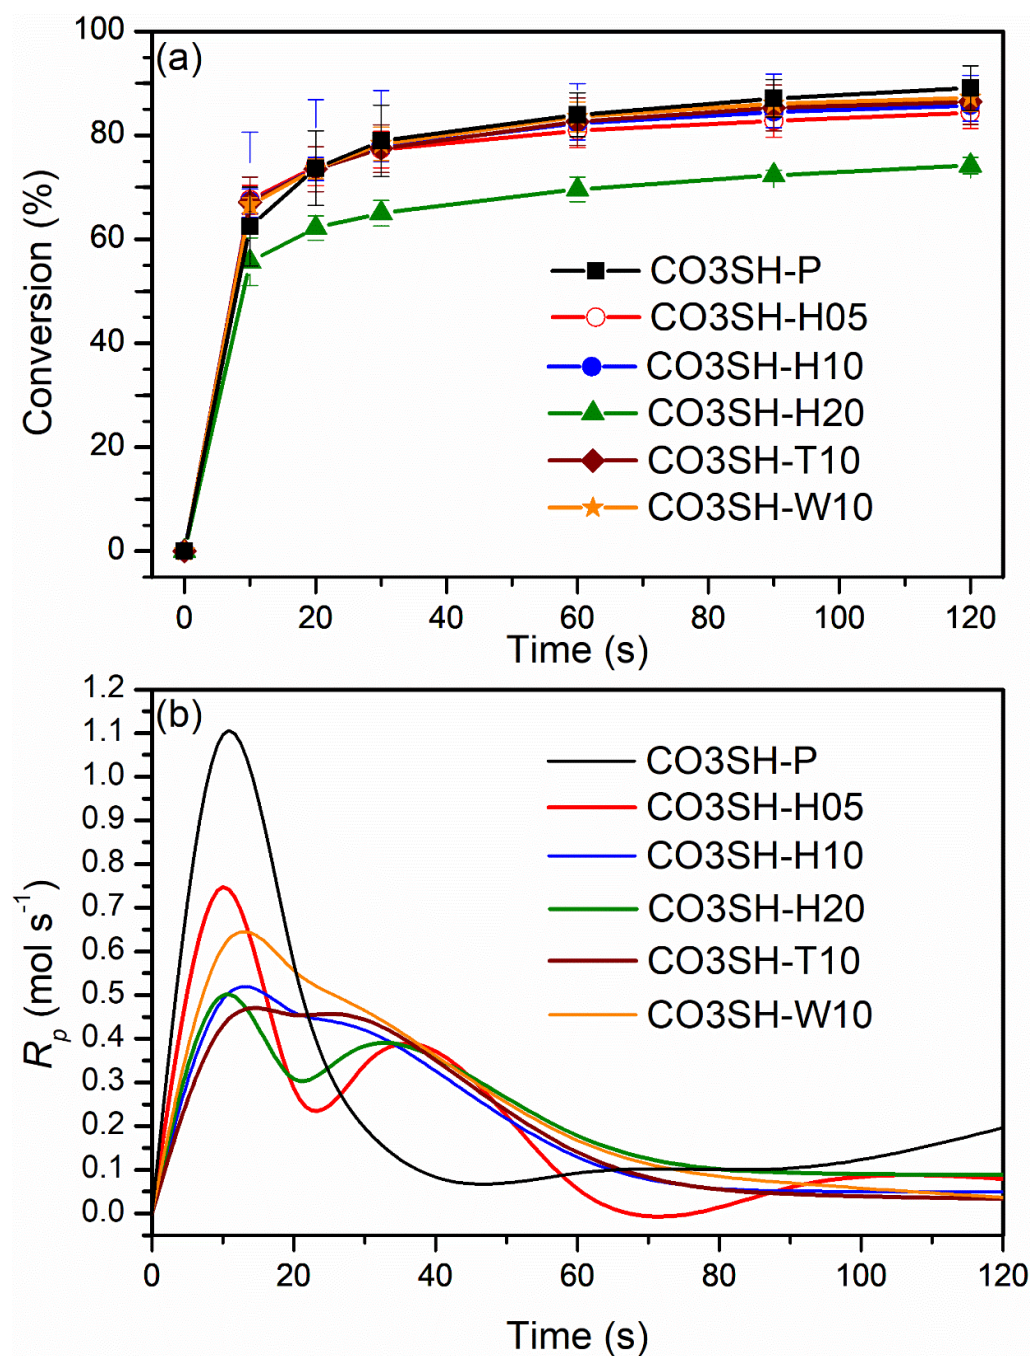 (a)
Conversion (%)
100
80
60
40
20
0
CO3SH-P
CO3SH-H05
CO3SH-H10
CO3SH-H20
CO3SH-T10
CO3SH-W10
0 20 40 60 80 100 120
Time (s)
(b)
R_p (mol s⁻¹)
1.2
1.1
1.0
0.9
0.8
0.7
0.6
0.5
0.4
0.3
0.2
0.1
0.0
CO3SH-P
CO3SH-H05
CO3SH-H10
CO3SH-H20
CO3SH-T10
CO3SH-W10
0 20 40 60 80 100 120
Time (s)